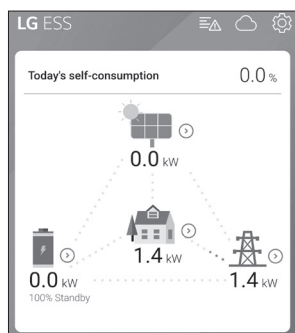 LG ESS
Today's self-consumption 0.0 %
0.0 kW
1.4 kW
0.0 kW
1.4 kW
100% Standby